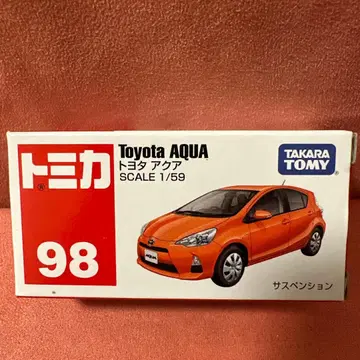 トミカ®
98
Toyota AQUA
トヨタ アクア
SCALE 1/59
TAKARA
TOMY
サスペンション